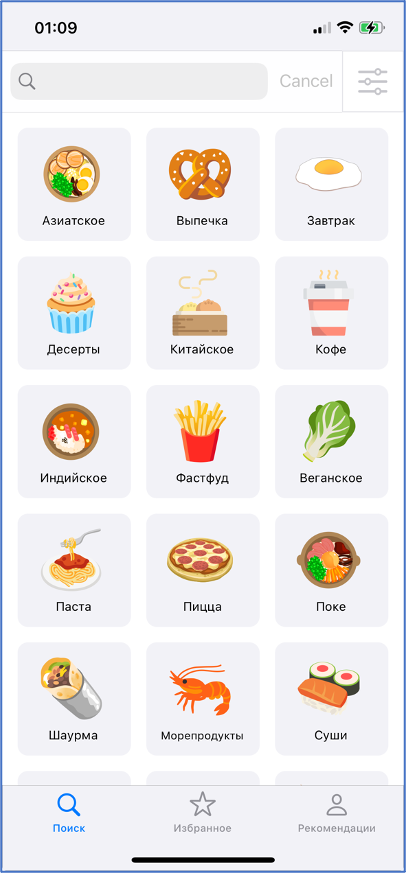 01:09
Cancel
Азиатское
Выпечка
Завтрак
Десерты
Китайское
Кофе
Индийское
Фастфуд
Веганское
Паста
Пицца
Поке
Шаурма
Морепродукты
Суши
Поиск
Избранное
Рекомендации